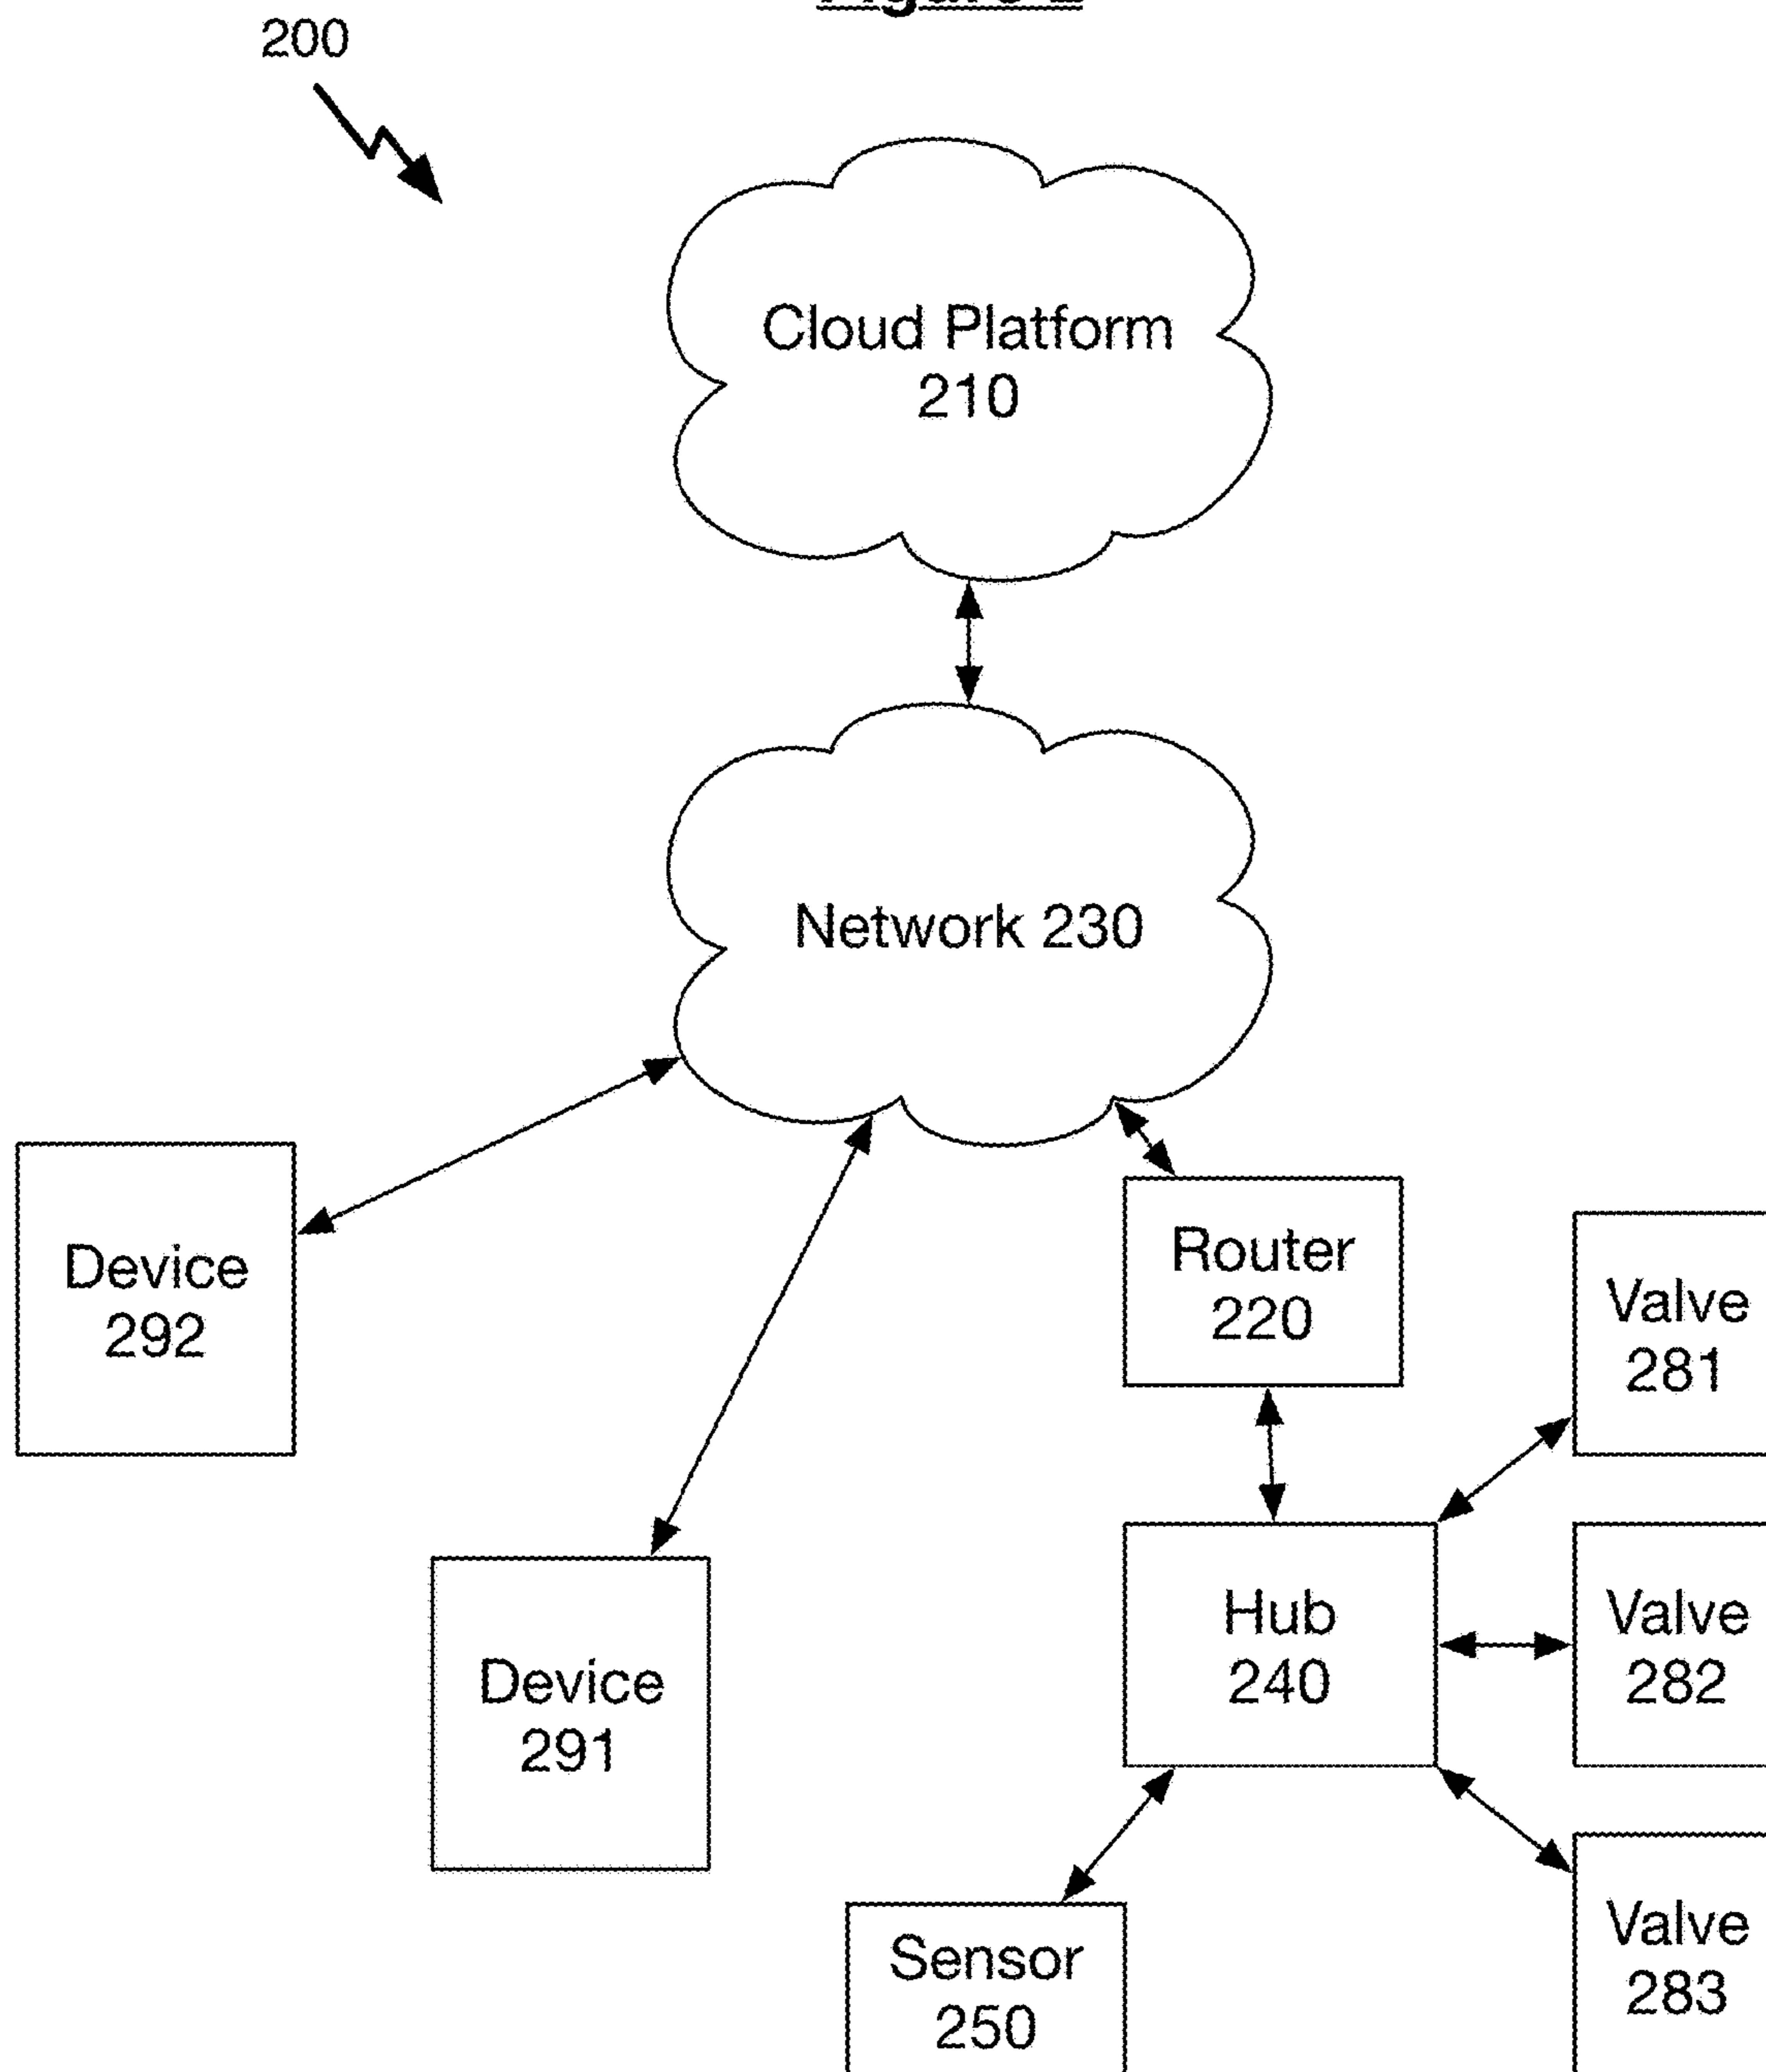 200
Cloud Platform
210
Network 230
Device
292
Router
220
Valve
281
Device
291
Hub
240
Valve
282
Sensor
250
Valve
283